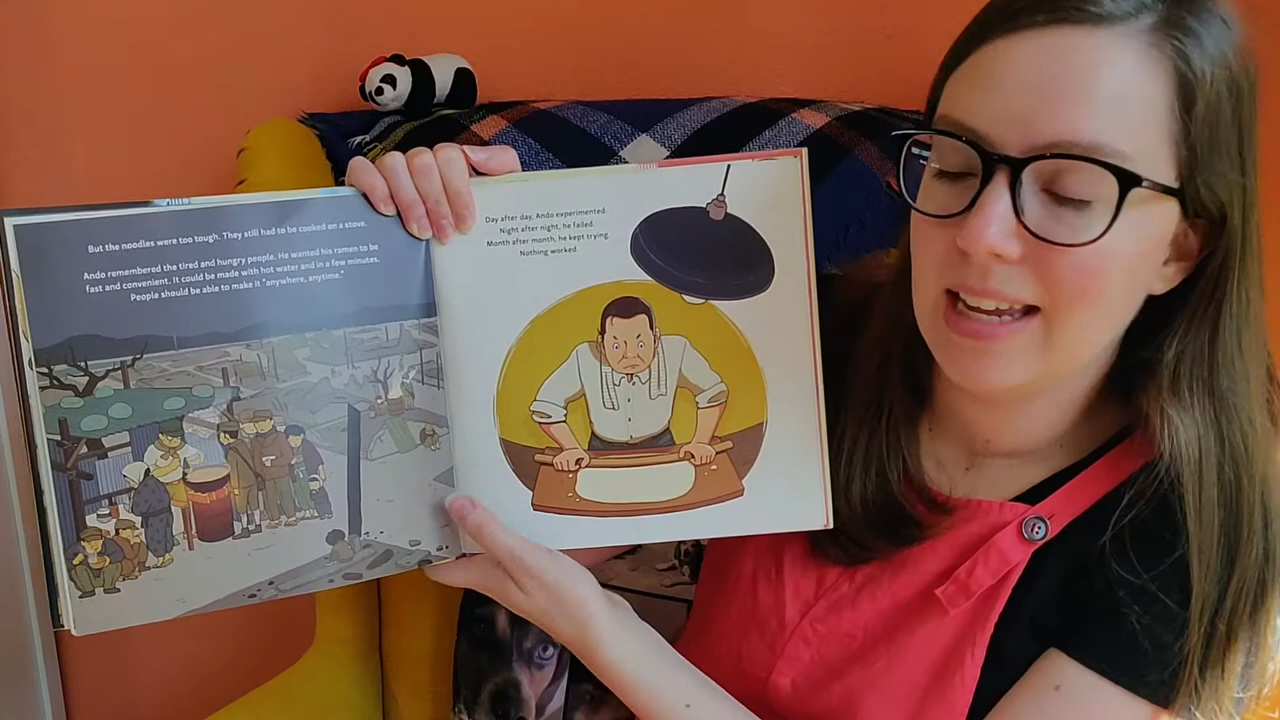 But the noodles were too tough. They still had to be cooked on a stove.
Ando remembered the tired and hungry people. He wanted his ramen to be
fast and convenient. It could be made with hot water and in a few minutes.
People should be able to make it "anywhere, anytime."
Day after day, Ando experimented.
Night after night, he failed.
Month after month, he kept trying.
Nothing worked.